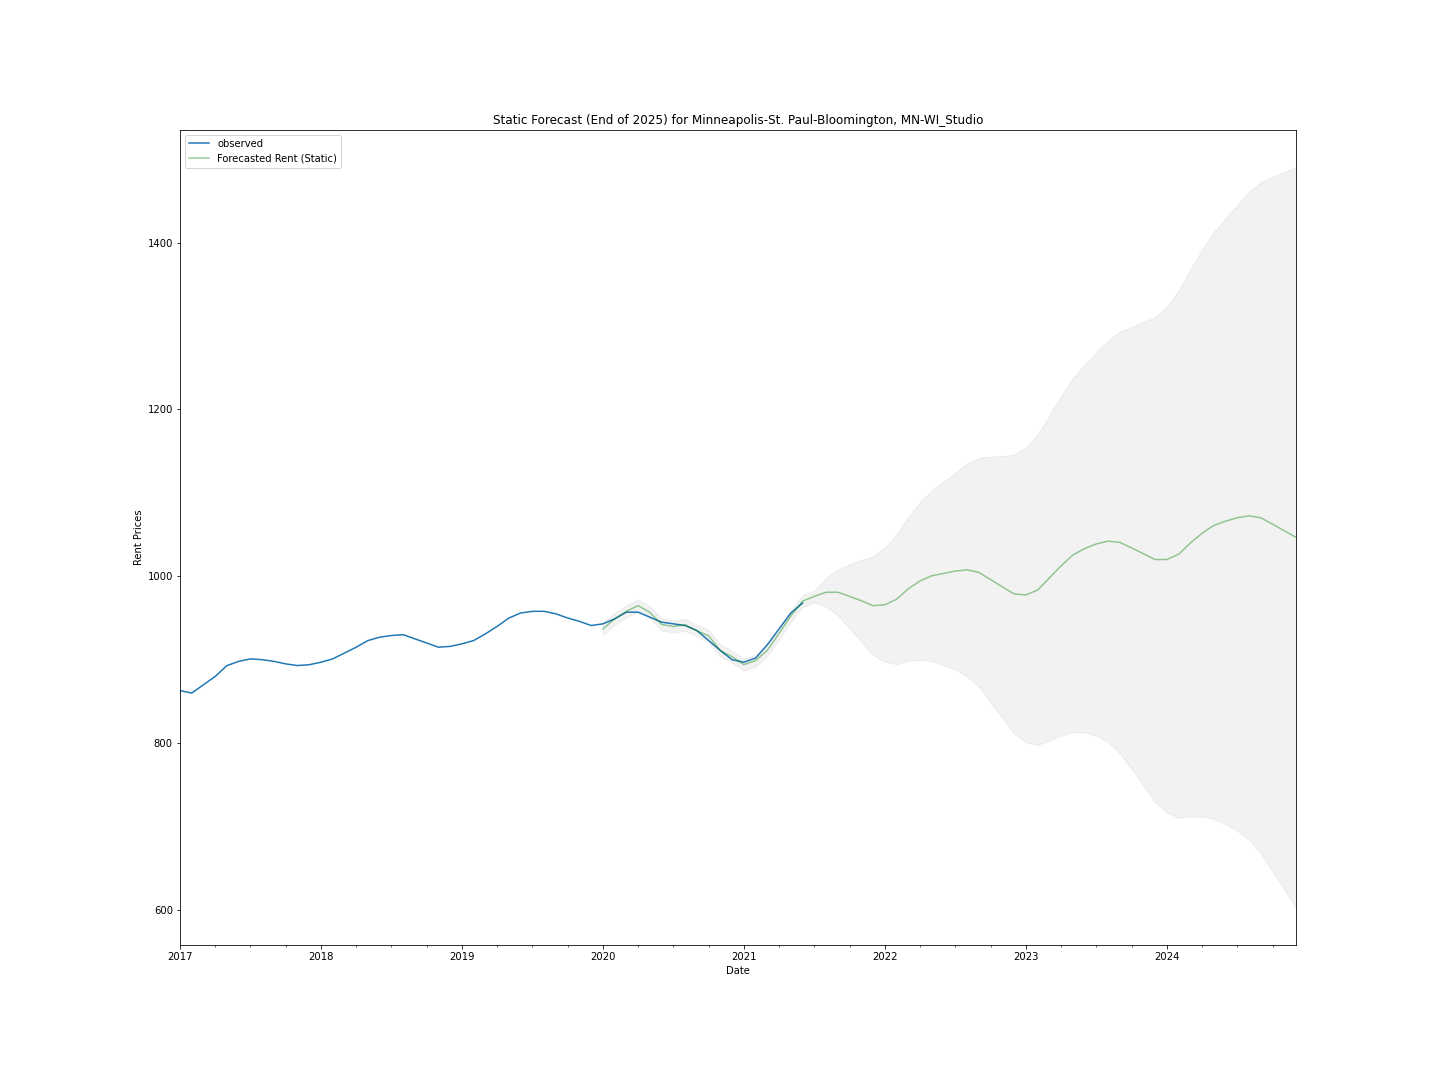 Static Forecast (End of 2025) for Minneapolis-St. Paul-Bloomington, MN-WI_Studio
observed
Forecasted Rent (Static)
1400
1200
1000
800
600
Rent Prices
2017 2018 2019 2020 2021 2022 2023 2024
Date